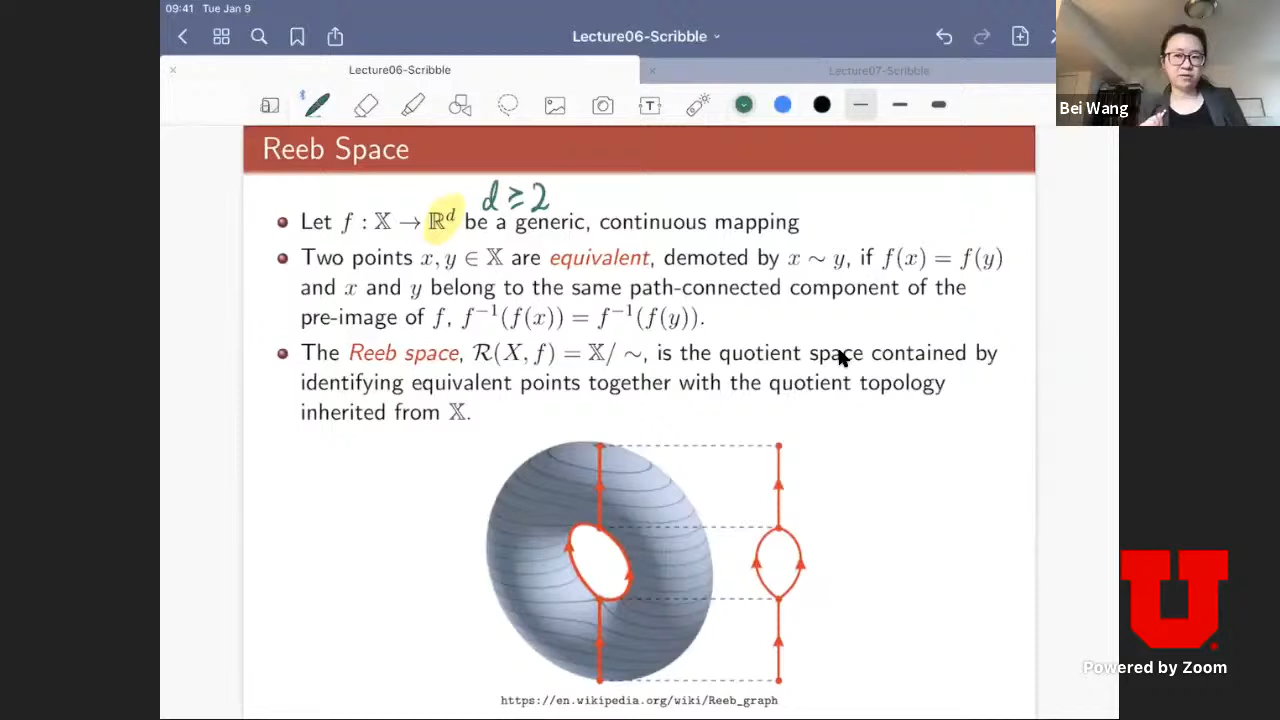 09:41 Tue Jan 9
Lecture06-Scribble
Lecture06-Scribble
Lecture07-Scribble
T
Bei Wang
Reeb Space
d ≥ 2
Let f : 𝕏 → ℝᵈ be a generic, continuous mapping
Two points x, y ∈ 𝕏 are equivalent, demoted by x ∼ y, if f(x) = f(y)
and x and y belong to the same path-connected component of the
pre-image of f, f⁻¹(f(x)) = f⁻¹(f(y)).
The Reeb space, ℛ(X, f) = 𝕏/ ∼, is the quotient space contained by
identifying equivalent points together with the quotient topology
inherited from 𝕏.
https://en.wikipedia.org/wiki/Reeb_graph
U
Powered by Zoom